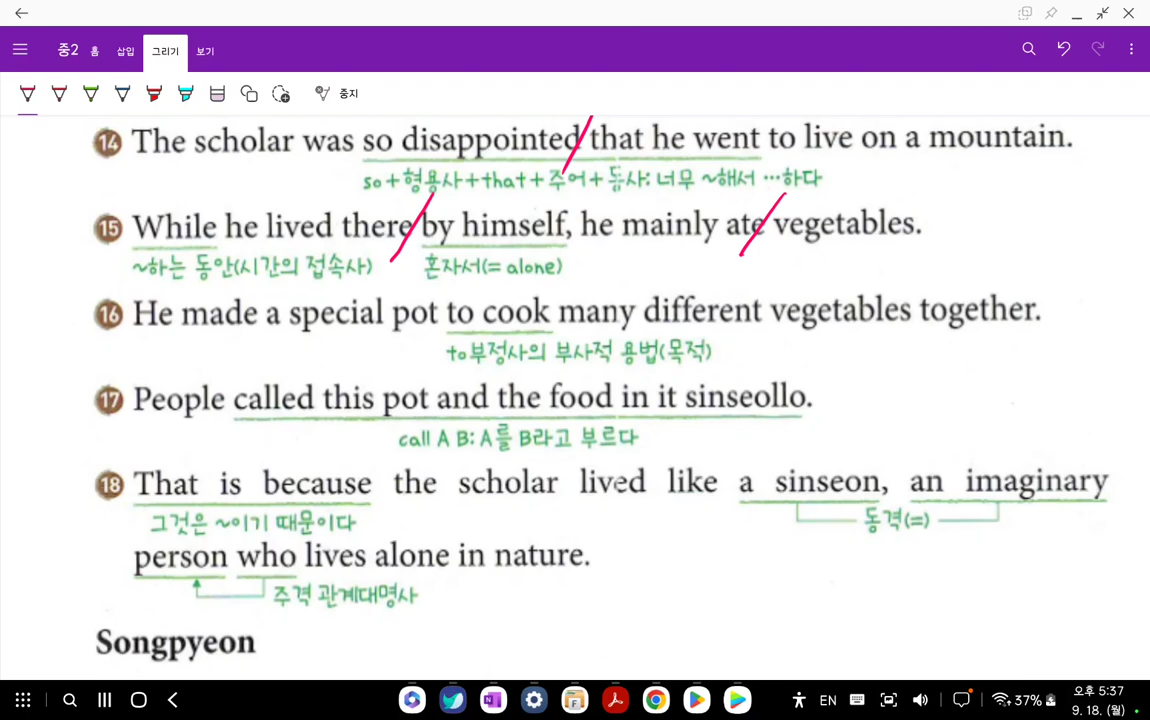 중2 홈 삽입 그리기 보기
중지
14 The scholar was so disappointed that he went to live on a mountain.
so+형용사+that+주어+동사: 너무 ~해서 …하다
15 While he lived there by himself, he mainly ate vegetables.
~하는 동안(시간의 접속사) 혼자서(= alone)
16 He made a special pot to cook many different vegetables together.
to부정사의 부사적 용법(목적)
17 People called this pot and the food in it sinseollo.
call A B: A를 B라고 부르다
18 That is because the scholar lived like a sinseon, an imaginary
그것은 ~이기 때문이다 동격(=)
person who lives alone in nature.
주격 관계대명사
Songpyeon
EN 37% 오후 5:37
9. 18. (월)